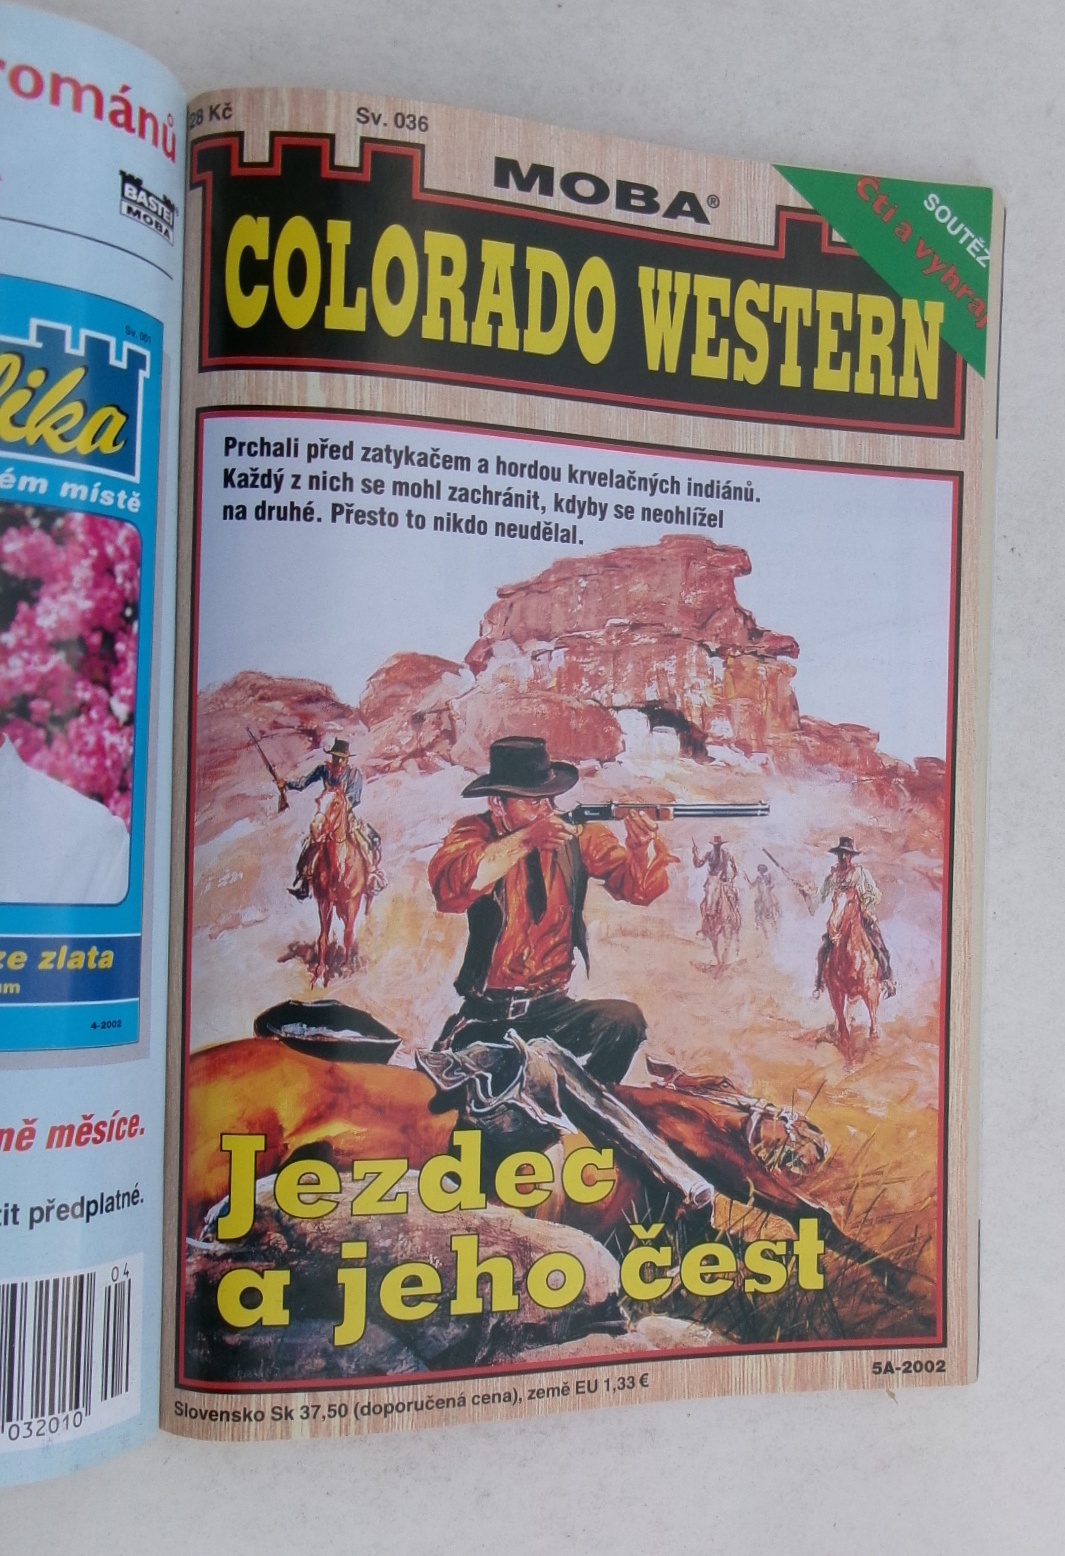 románů
BASTEI
MOBA
Sv. 001
lika
ém místě
ze zlata
4-2002
ně měsíce.
it předplatné.
04
032010
28 Kč
Sv. 036
MOBA®
SOUTĚŽ
Čti a vyhraj
COLORADO WESTERN
Prchali před zatykačem a hordou krvelačných indiánů.
Každý z nich se mohl zachránit, kdyby se neohlížel
na druhé. Přesto to nikdo neudělal.
Jezdec
a jeho čest
5A-2002
Slovensko Sk 37,50 (doporučená cena), země EU 1,33 €